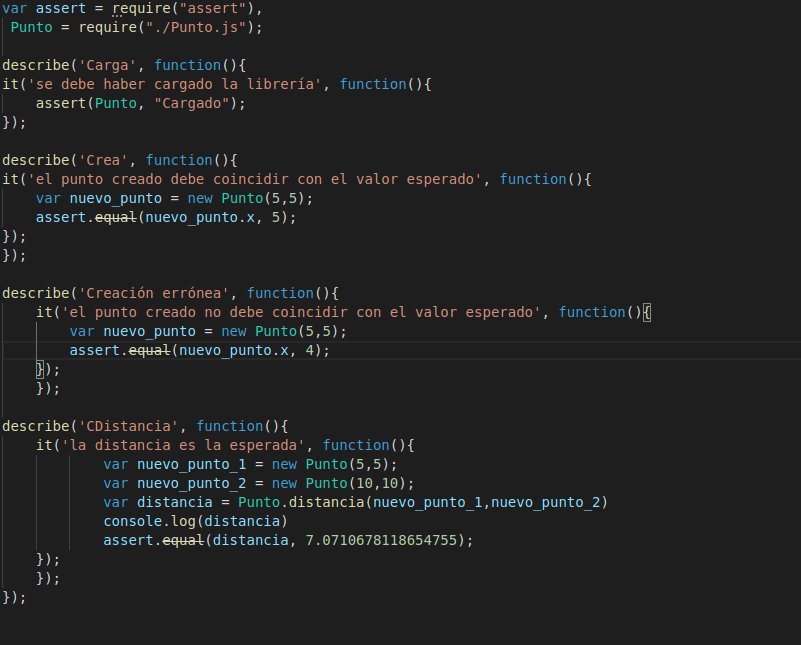 var assert = require("assert"),
 Punto = require("./Punto.js");

describe('Carga', function(){
it('se debe haber cargado la librería', function(){
    assert(Punto, "Cargado");
});

describe('Crea', function(){
it('el punto creado debe coincidir con el valor esperado', function(){
    var nuevo_punto = new Punto(5,5);
    assert.equal(nuevo_punto.x, 5);
});
});

describe('Creación errónea', function(){
    it('el punto creado no debe coincidir con el valor esperado', function(){
        var nuevo_punto = new Punto(5,5);
        assert.equal(nuevo_punto.x, 4);
    });
    });

describe('CDistancia', function(){
    it('la distancia es la esperada', function(){
            var nuevo_punto_1 = new Punto(5,5);
            var nuevo_punto_2 = new Punto(10,10);
            var distancia = Punto.distancia(nuevo_punto_1,nuevo_punto_2)
            console.log(distancia)
            assert.equal(distancia, 7.0710678118654755);
    });
    });
});